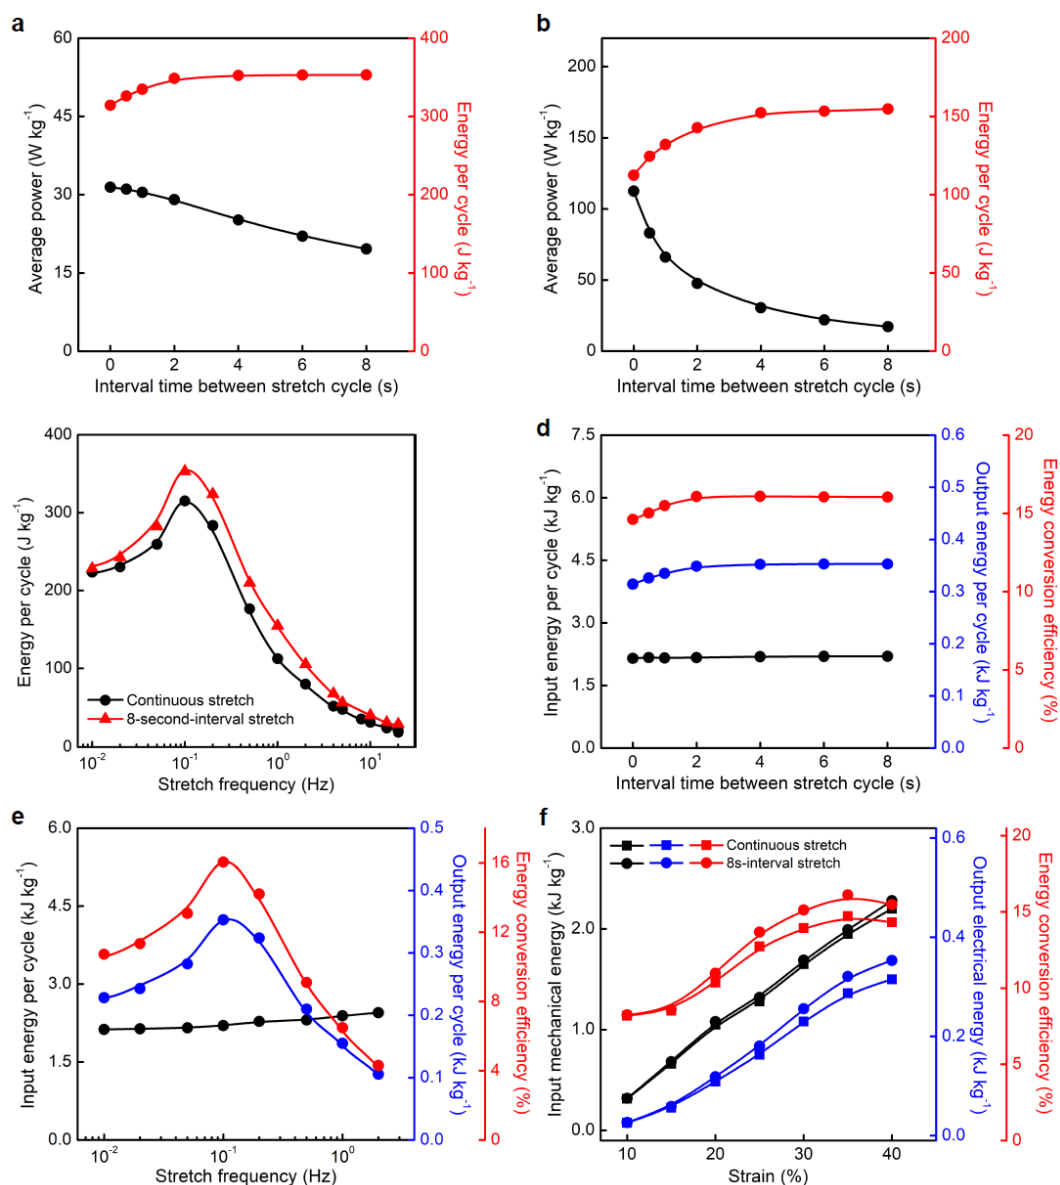 a
60
45
30
15
0
Average power (W kg⁻¹)
0 2 4 6 8
Interval time between stretch cycle (s)
400
300
200
100
0
Energy per cycle (J kg⁻¹)
b
200
150
100
50
0
Average power (W kg⁻¹)
0 2 4 6 8
Interval time between stretch cycle (s)
200
150
100
50
0
Energy per cycle (J kg⁻¹)
400
300
200
100
0
Energy per cycle (J kg⁻¹)
Continuous stretch
8-second-interval stretch
10⁻² 10⁻¹ 10⁰ 10¹
Stretch frequency (Hz)
d
7.5
6.0
4.5
3.0
1.5
0.0
Input energy per cycle (kJ kg⁻¹)
0 2 4 6 8
Interval time between stretch cycle (s)
0.6
0.5
0.4
0.3
0.2
0.1
0.0
Output energy per cycle (kJ kg⁻¹)
20
15
10
5
0
Energy conversion efficiency (%)
e
6.0
4.5
3.0
1.5
0.0
Input energy per cycle (kJ kg⁻¹)
10⁻² 10⁻¹ 10⁰
Stretch frequency (Hz)
0.5
0.4
0.3
0.2
0.1
0.0
Output energy per cycle (kJ kg⁻¹)
16
12
8
4
0
Energy conversion efficiency (%)
f
3.0
2.0
1.0
0.0
Input mechanical energy (kJ kg⁻¹)
Continuous stretch
8s-interval stretch
10 20 30 40
Strain (%)
0.6
0.4
0.2
0.0
Output electrical energy (kJ kg⁻¹)
20
15
10
5
0
Energy conversion efficiency (%)